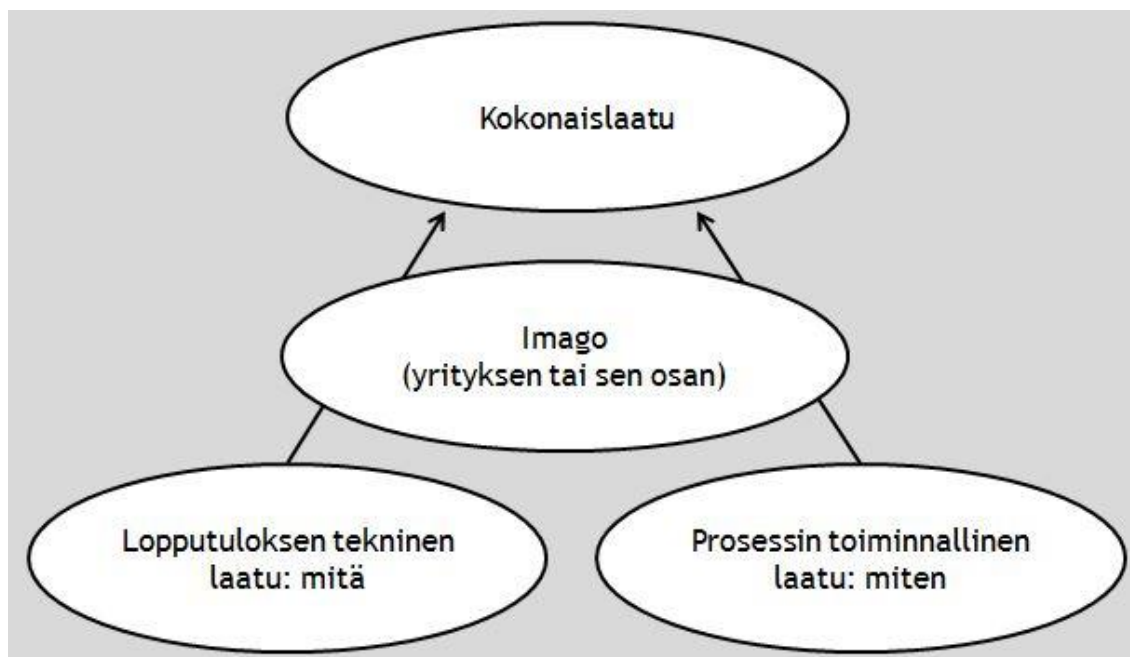 Kokonaislaatu
Imago
(yrityksen tai sen osan)
Lopputuloksen tekninen
laatu: mitä
Prosessin toiminnallinen
laatu: miten